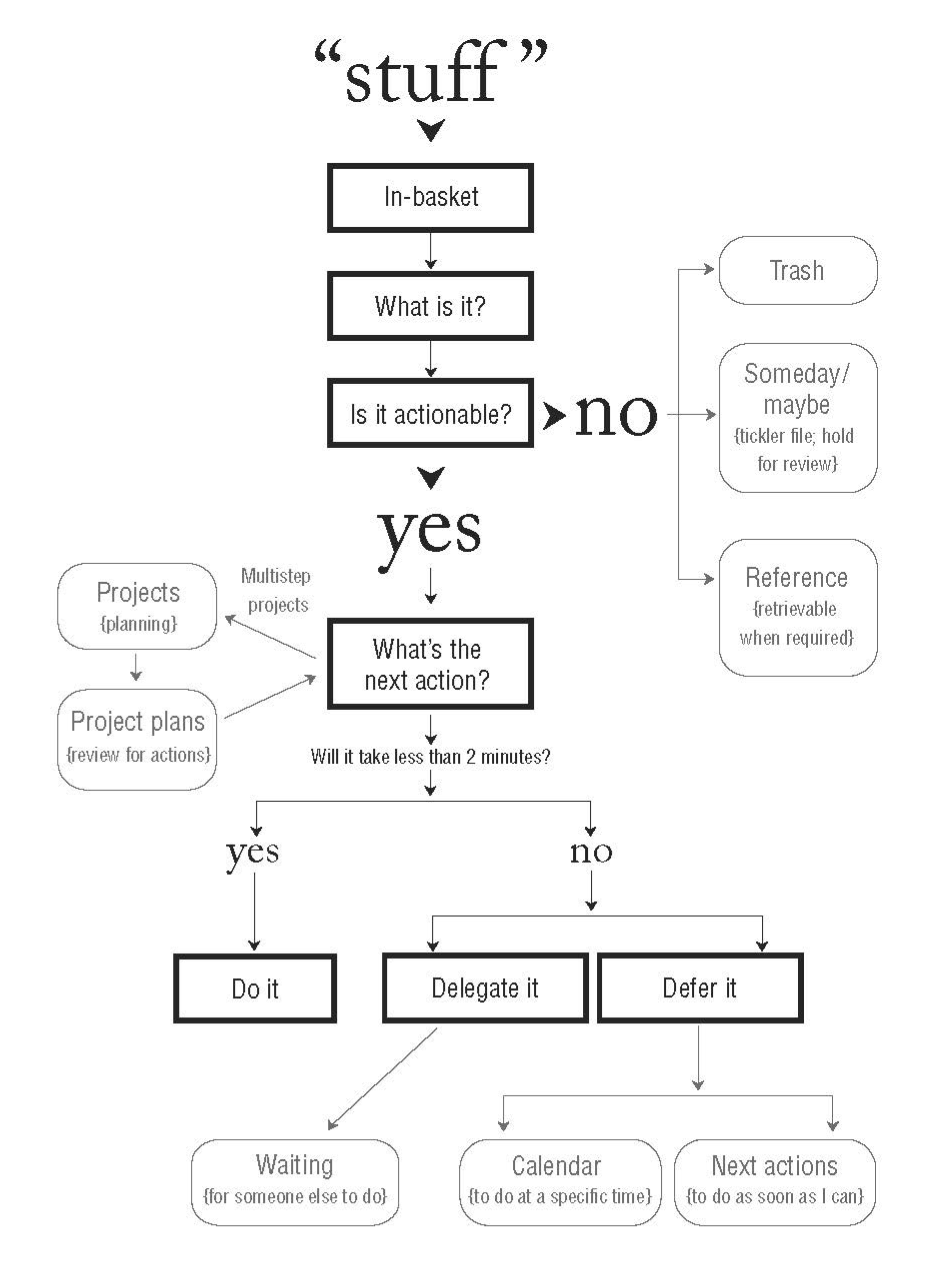 “stuff”
In-basket
What is it?
Is it actionable?
no
Trash
Someday/
maybe
{tickler file; hold
for review}
Reference
{retrievable
when required}
yes
Multistep
projects
Projects
{planning}
Project plans
{review for actions}
What's the
next action?
Will it take less than 2 minutes?
yes
no
Do it
Delegate it
Defer it
Waiting
{for someone else to do}
Calendar
{to do at a specific time}
Next actions
{to do as soon as I can}